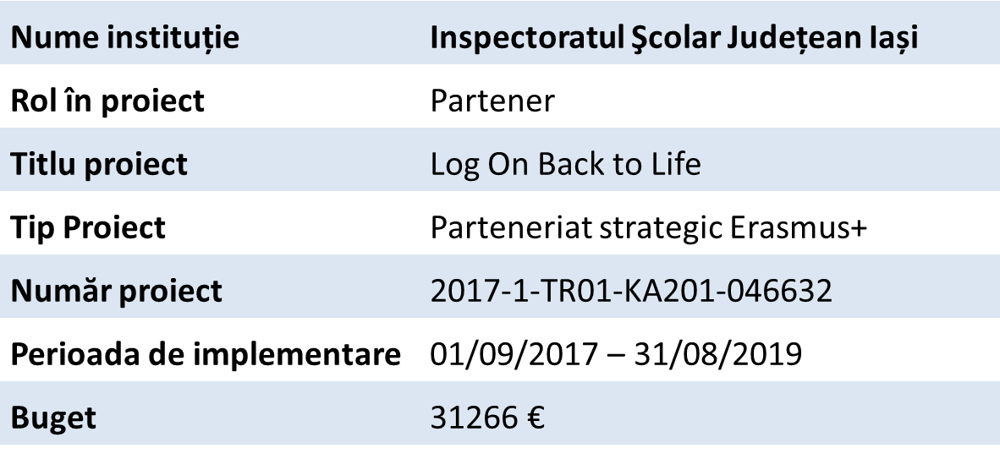 Nume instituție Inspectoratul Şcolar Județean Iași
Rol în proiect Partener
Titlu proiect Log On Back to Life
Tip Proiect Parteneriat strategic Erasmus+
Număr proiect 2017-1-TR01-KA201-046632
Perioada de implementare 01/09/2017 – 31/08/2019
Buget 31266 €